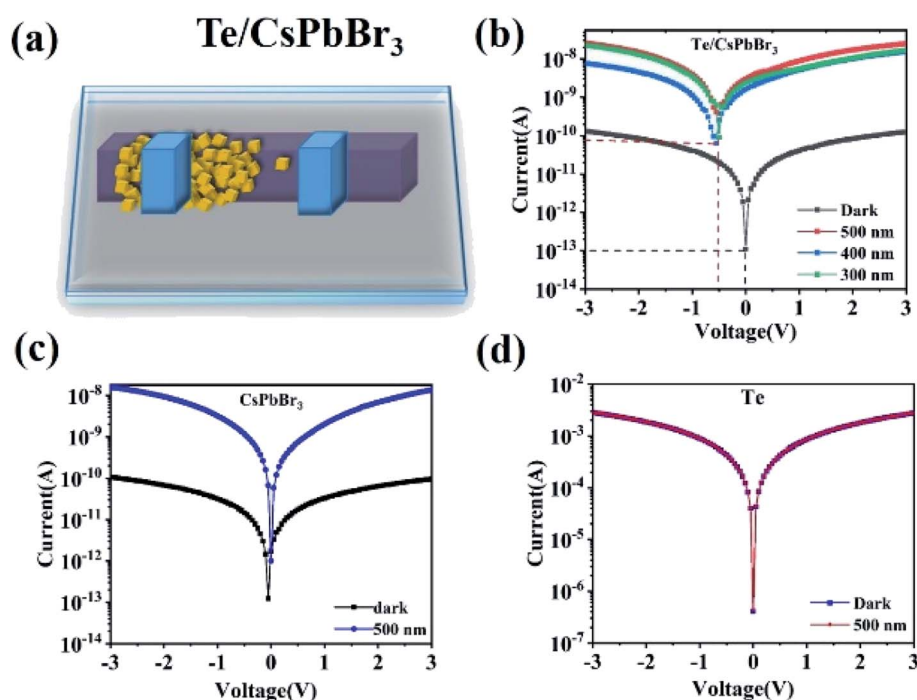 (a)
Te/CsPbBr3
(b)
Te/CsPbBr3
Current(A)
10^-8
10^-9
10^-10
10^-11
10^-12
10^-13
10^-14
Dark
500 nm
400 nm
300 nm
-3 -2 -1 0 1 2 3
Voltage(V)
(c)
CsPbBr3
Current(A)
10^-8
10^-9
10^-10
10^-11
10^-12
10^-13
10^-14
dark
500 nm
-3 -2 -1 0 1 2 3
Voltage(V)
(d)
Te
Current(A)
10^-2
10^-3
10^-4
10^-5
10^-6
10^-7
Dark
500 nm
-3 -2 -1 0 1 2 3
Voltage(V)